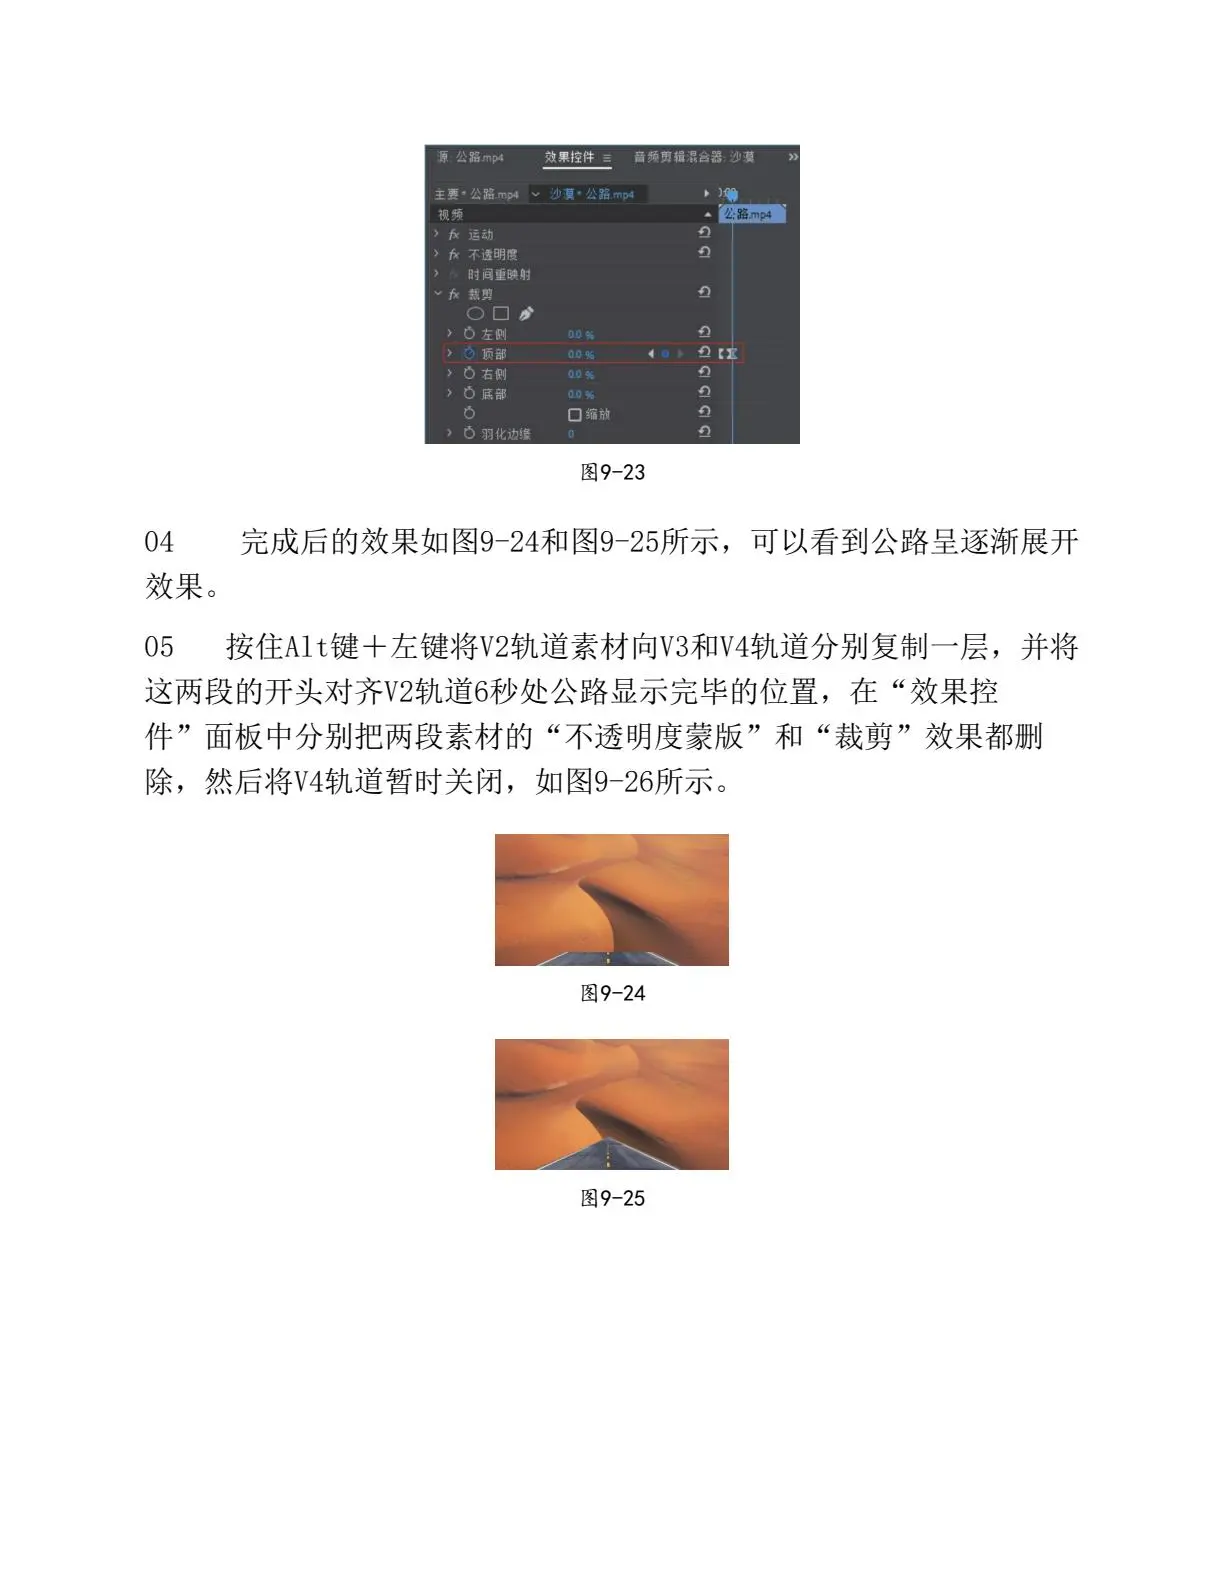 源: 公路.mp4 效果控件 ≡ 音频剪辑混合器: 沙漠 »
主要 * 公路.mp4 沙漠 * 公路.mp4
视频 公路.mp4
fx 运动
fx 不透明度
fx 时间重映射
fx 裁剪
左侧 0.0 %
顶部 0.0 %
右侧 0.0 %
底部 0.0 %
缩放
羽化边缘 0
图9-23
04 完成后的效果如图9-24和图9-25所示，可以看到公路呈逐渐展开
效果。
05 按住Alt键＋左键将V2轨道素材向V3和V4轨道分别复制一层，并将
这两段的开头对齐V2轨道6秒处公路显示完毕的位置，在“效果控
件”面板中分别把两段素材的“不透明度蒙版”和“裁剪”效果都删
除，然后将V4轨道暂时关闭，如图9-26所示。
图9-24
图9-25